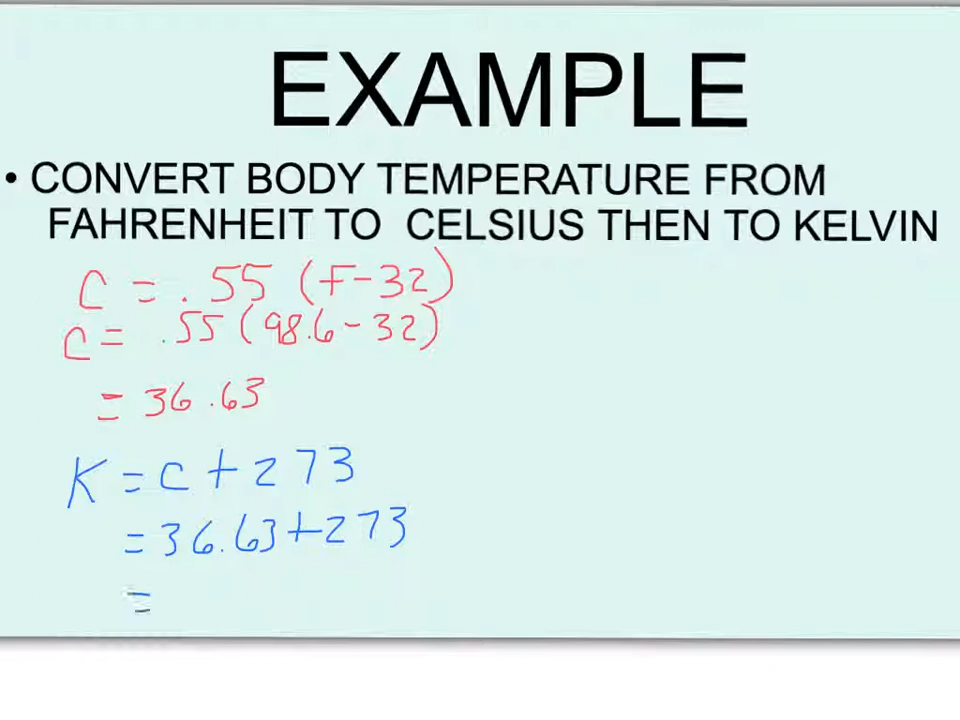 EXAMPLE
• CONVERT BODY TEMPERATURE FROM
FAHRENHEIT TO CELSIUS THEN TO KELVIN
C = .55 (F-32)
C = .55 (98.6-32)
= 36.63
K = C + 273
= 36.63+273
=